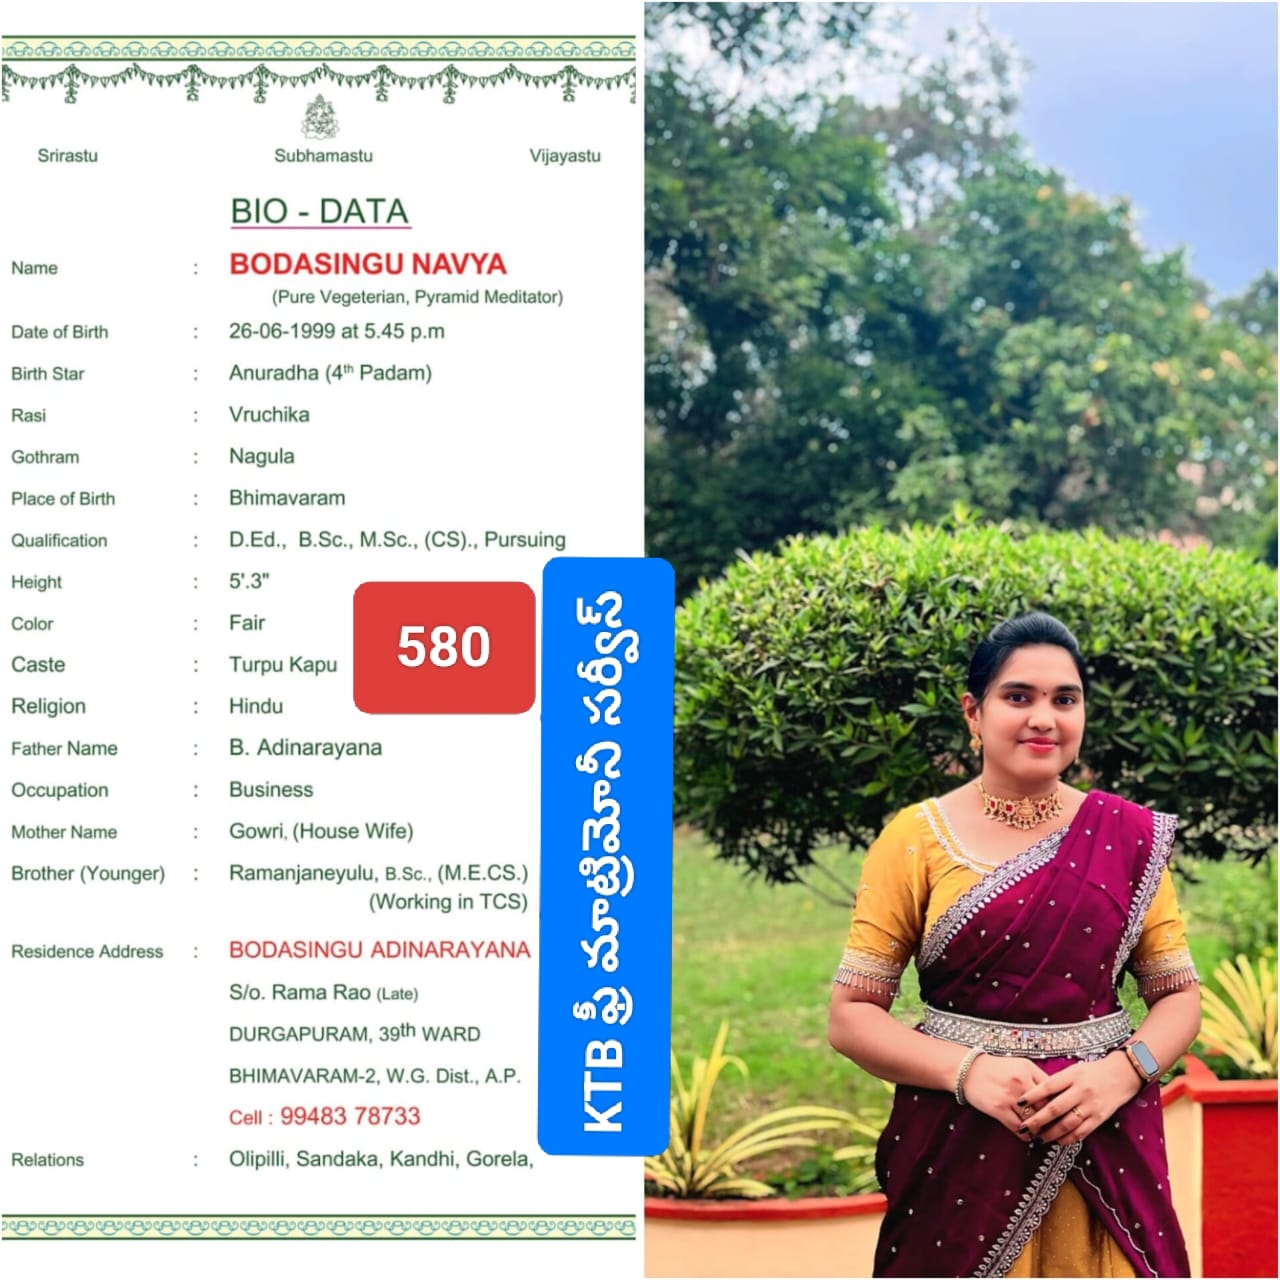 Srirastu Subhamastu Vijayastu
BIO - DATA
Name : BODASINGU NAVYA
(Pure Vegeterian, Pyramid Meditator)
Date of Birth : 26-06-1999 at 5.45 p.m
Birth Star : Anuradha (4th Padam)
Rasi : Vruchika
Gothram : Nagula
Place of Birth : Bhimavaram
Qualification : D.Ed., B.Sc., M.Sc., (CS)., Pursuing
Height : 5'.3"
Color : Fair
Caste : Turpu Kapu
Religion : Hindu
Father Name : B. Adinarayana
Occupation : Business
Mother Name : Gowri, (House Wife)
Brother (Younger) : Ramanjaneyulu, B.Sc., (M.E.CS.)
(Working in TCS)
Residence Address : BODASINGU ADINARAYANA
S/o. Rama Rao (Late)
DURGAPURAM, 39th WARD
BHIMAVARAM-2, W.G. Dist., A.P.
Cell : 99483 78733
Relations : Olipilli, Sandaka, Kandhi, Gorela,
580
KTB ఫ్రీ మాట్రిమోనీ సర్వీస్